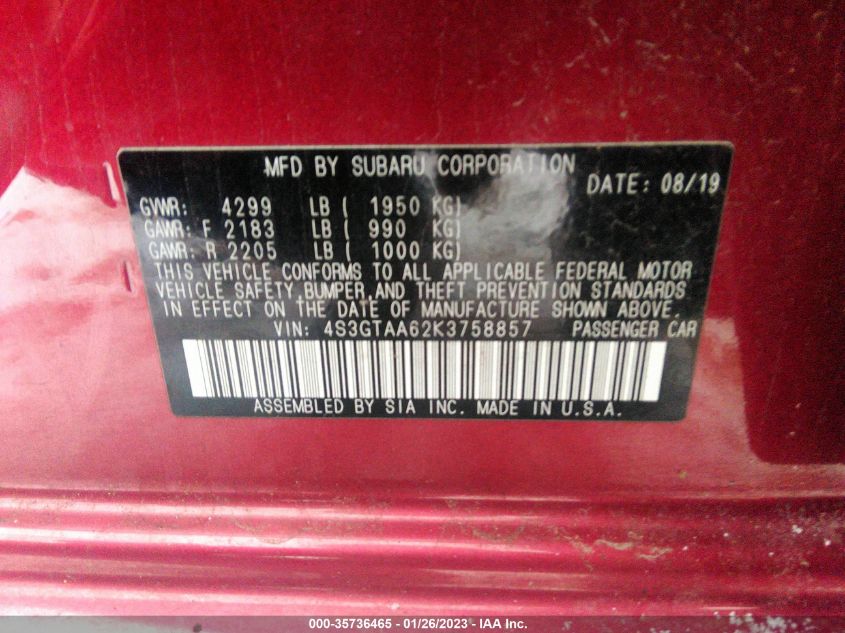 MFD BY SUBARU CORPORATION
DATE: 08/19
GVWR: 4299 LB ( 1950 KG)
GAWR: F 2183 LB ( 990 KG)
GAWR: R 2205 LB ( 1000 KG)
THIS VEHICLE CONFORMS TO ALL APPLICABLE FEDERAL MOTOR
VEHICLE SAFETY, BUMPER, AND THEFT PREVENTION STANDARDS
IN EFFECT ON THE DATE OF MANUFACTURE SHOWN ABOVE.
VIN: 4S3GTAA62K3758857 PASSENGER CAR
ASSEMBLED BY SIA INC. MADE IN U.S.A.
000-35736465 - 01/26/2023 - IAA Inc.